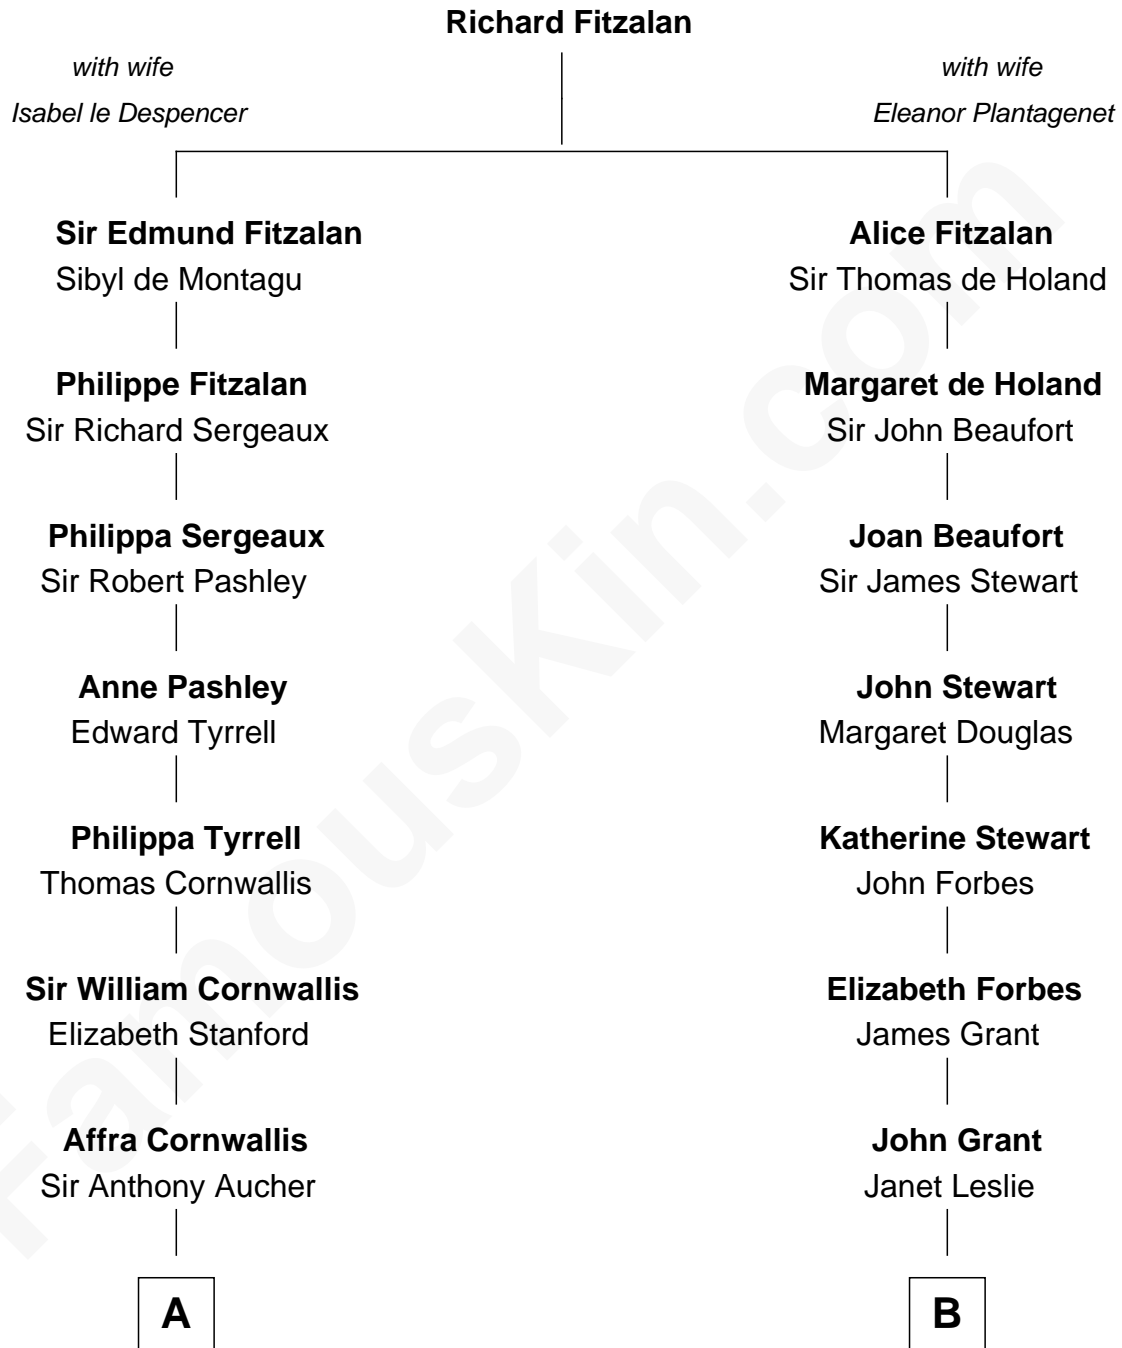 Richard Fitzalan
with wife
Isabel le Despencer
with wife
Eleanor Plantagenet
Sir Edmund Fitzalan
Sibyl de Montagu
Alice Fitzalan
Sir Thomas de Holand
Philippe Fitzalan
Sir Richard Sergeaux
Margaret de Holand
Sir John Beaufort
Philippa Sergeaux
Sir Robert Pashley
Joan Beaufort
Sir James Stewart
Anne Pashley
Edward Tyrrell
John Stewart
Margaret Douglas
Philippa Tyrrell
Thomas Cornwallis
Katherine Stewart
John Forbes
Sir William Cornwallis
Elizabeth Stanford
Elizabeth Forbes
James Grant
Affra Cornwallis
Sir Anthony Aucher
John Grant
Janet Leslie
A
B
FamousKin.com